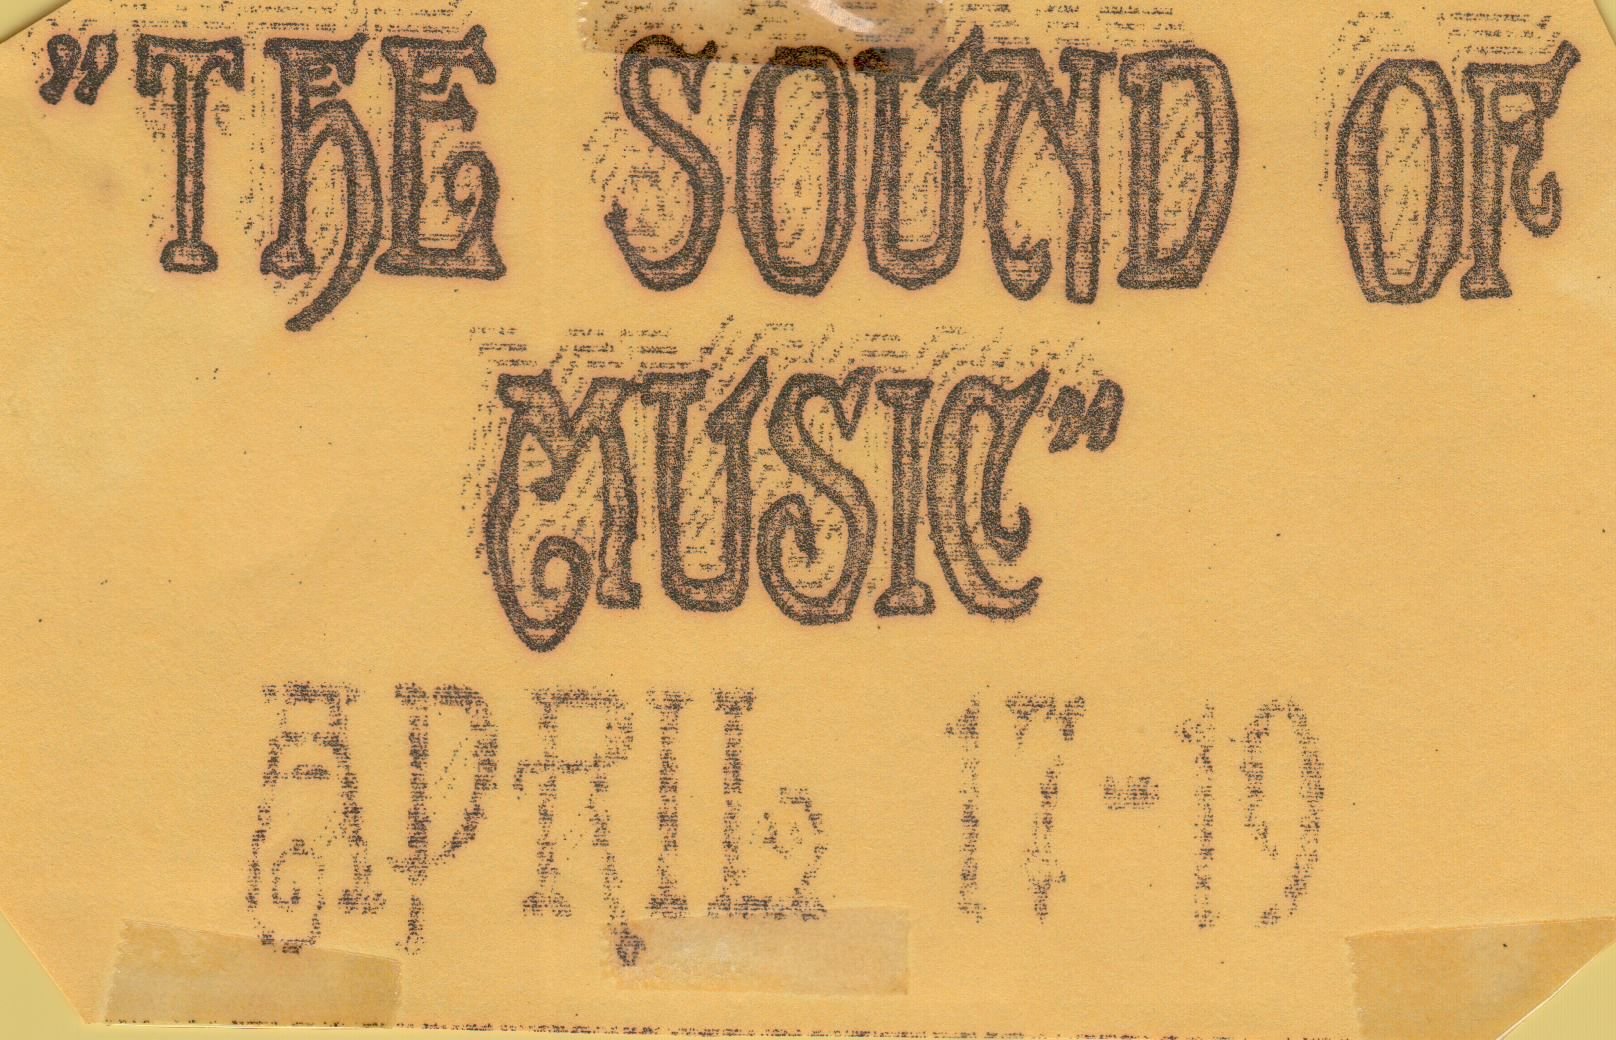 "THE SOUND OF
MUSIC"
APRIL 17-19